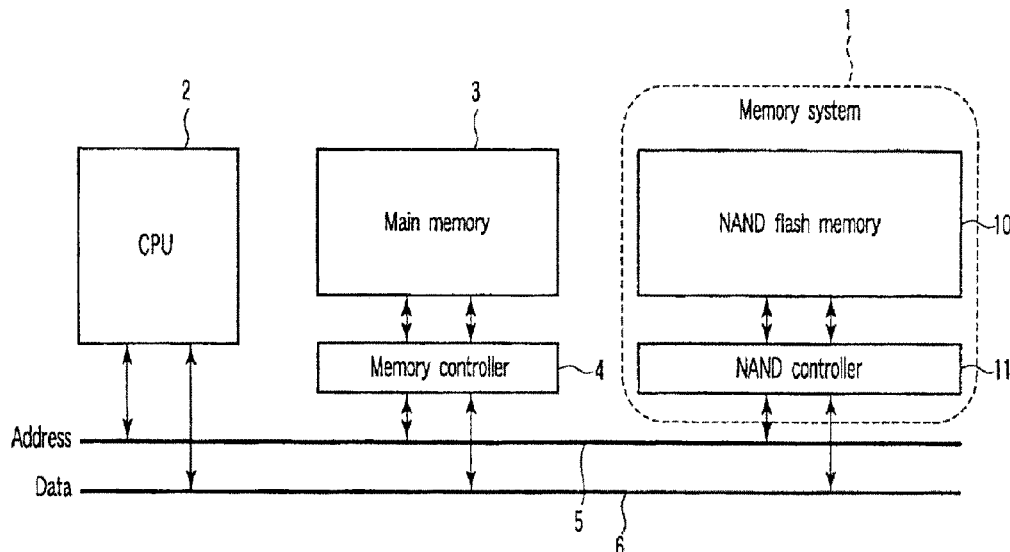 1
2
3
Memory system
CPU
Main memory
NAND flash memory
10
Memory controller
4
NAND controller
11
Address
Data
5
6